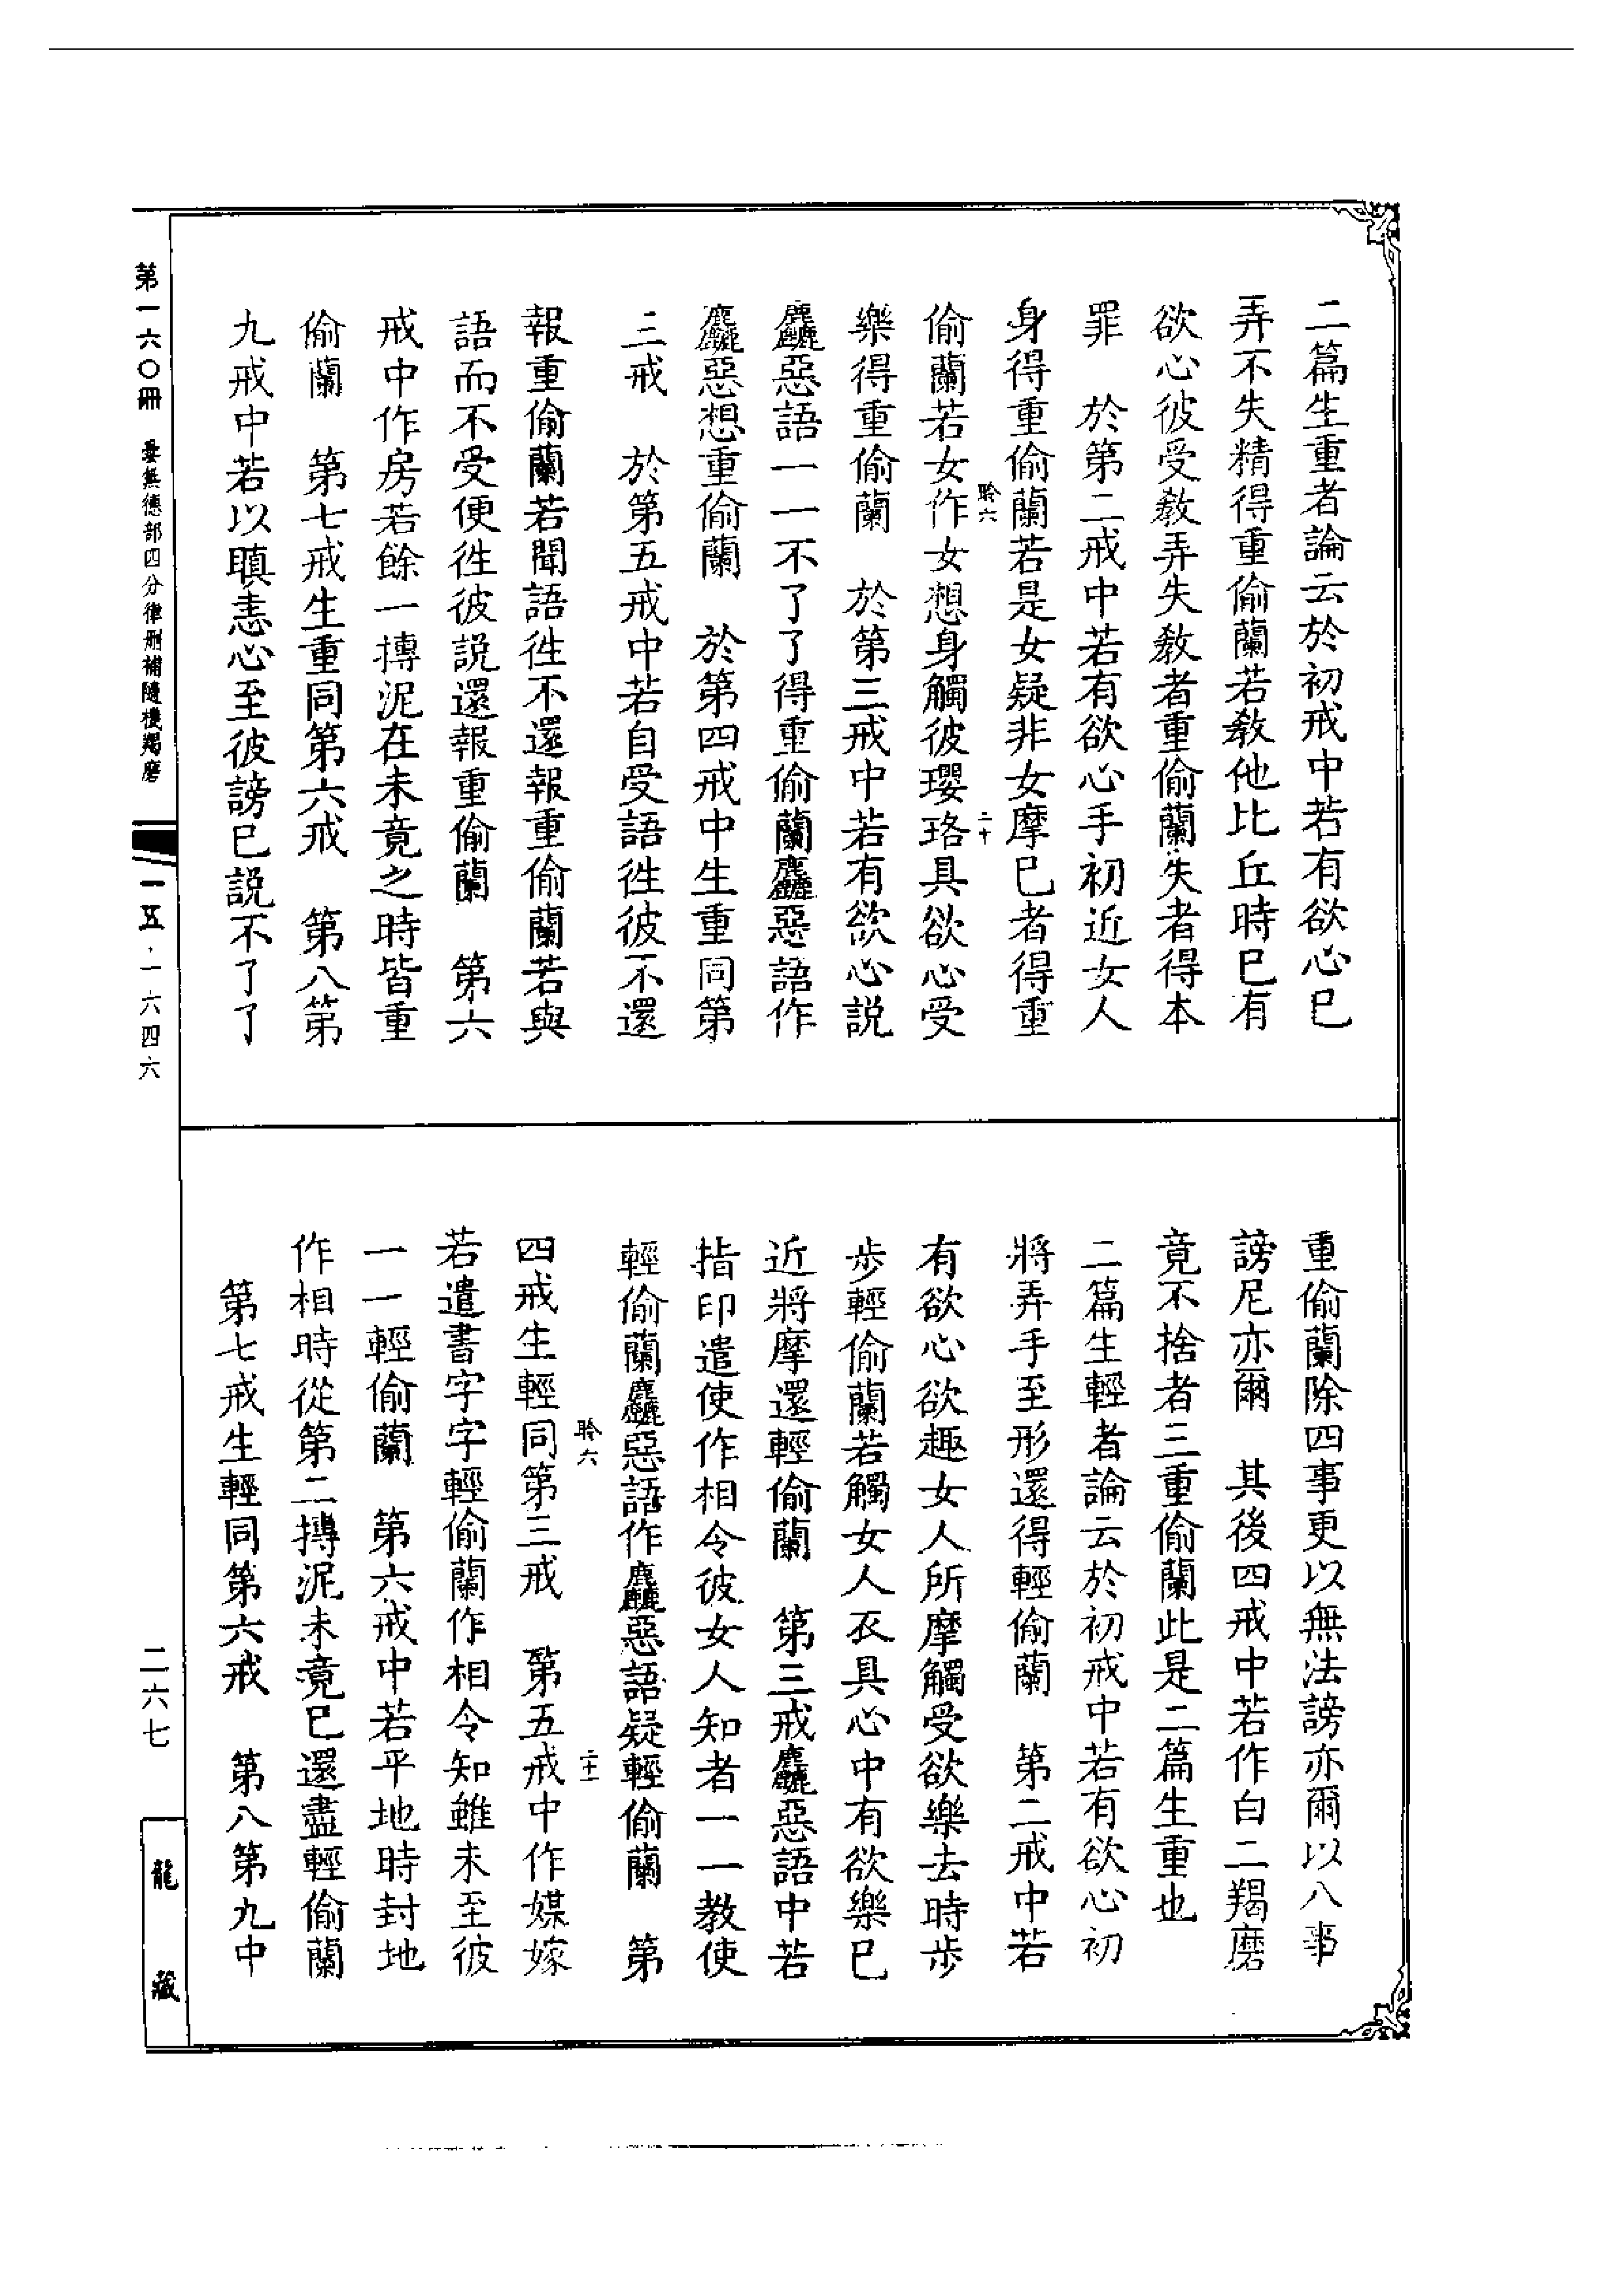 二篇生重者論云於初戒中若有欲心巳
弄不失精得重偷蘭若教他比丘時巳有
欲心彼受教弄失教者重偷蘭失者得本
罪　於第二戒中若有欲心手初近女人
身得重偷蘭若是女疑非女摩巳者得重
聆六　二十
偷蘭若女作女想身觸彼瓔珞具欲心受
樂得重偷蘭　於第三戒中若有欲心説
麤惡語一一不了了得重偷蘭麤惡語作
麤惡想重偷蘭　於第四戒中生重同第
三戒　於第五戒中若自受語徃彼不還
報重偷蘭若聞語徃不還報重偷蘭若與
語而不受便徃彼説還報重偷蘭　第六
戒中作房若餘一摶泥在未竟之時皆重
偷蘭　第七戒生重同第六戒　第八第
九戒中若以瞋恚心至彼謗巳説不了了
重偷蘭除四事更以無法謗亦爾以八事
謗尼亦爾　其後四戒中若作白二羯磨
竟不捨者三重偷蘭此是二篇生重也
二篇生輕者論云於初戒中若有欲心初
將弄手至形還得輕偷蘭　第二戒中若
有欲心欲趣女人所摩觸受欲樂去時歩
歩輕偷蘭若觸女人衣具心中有欲樂巳
近將摩還輕偷蘭　第三戒麤惡語中若
指印遣使作相令彼女人知者一一教使
輕偷蘭麤惡語作麤惡語疑輕偷蘭　第
聆六　二十一
四戒生輕同第三戒　第五戒中作媒嫁
若遣書字字輕偷蘭作相令知雖未至彼
一一輕偷蘭　第六戒中若平地時封地
作相時從第二摶泥未竟巳還盡輕偷蘭
第七戒生輕同第六戒　第八第九中
第一六〇冊　曇無德部四分律刪補隨機羯磨
一五·一六四六
二六七
龍藏